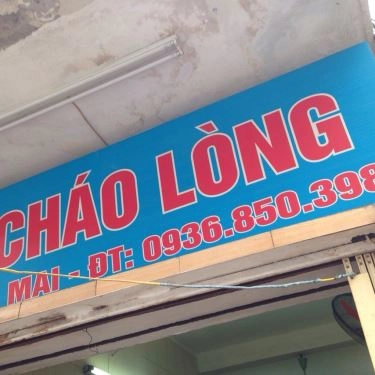 CHÁO LÒNG
MAI - ĐT: 0936.850.398